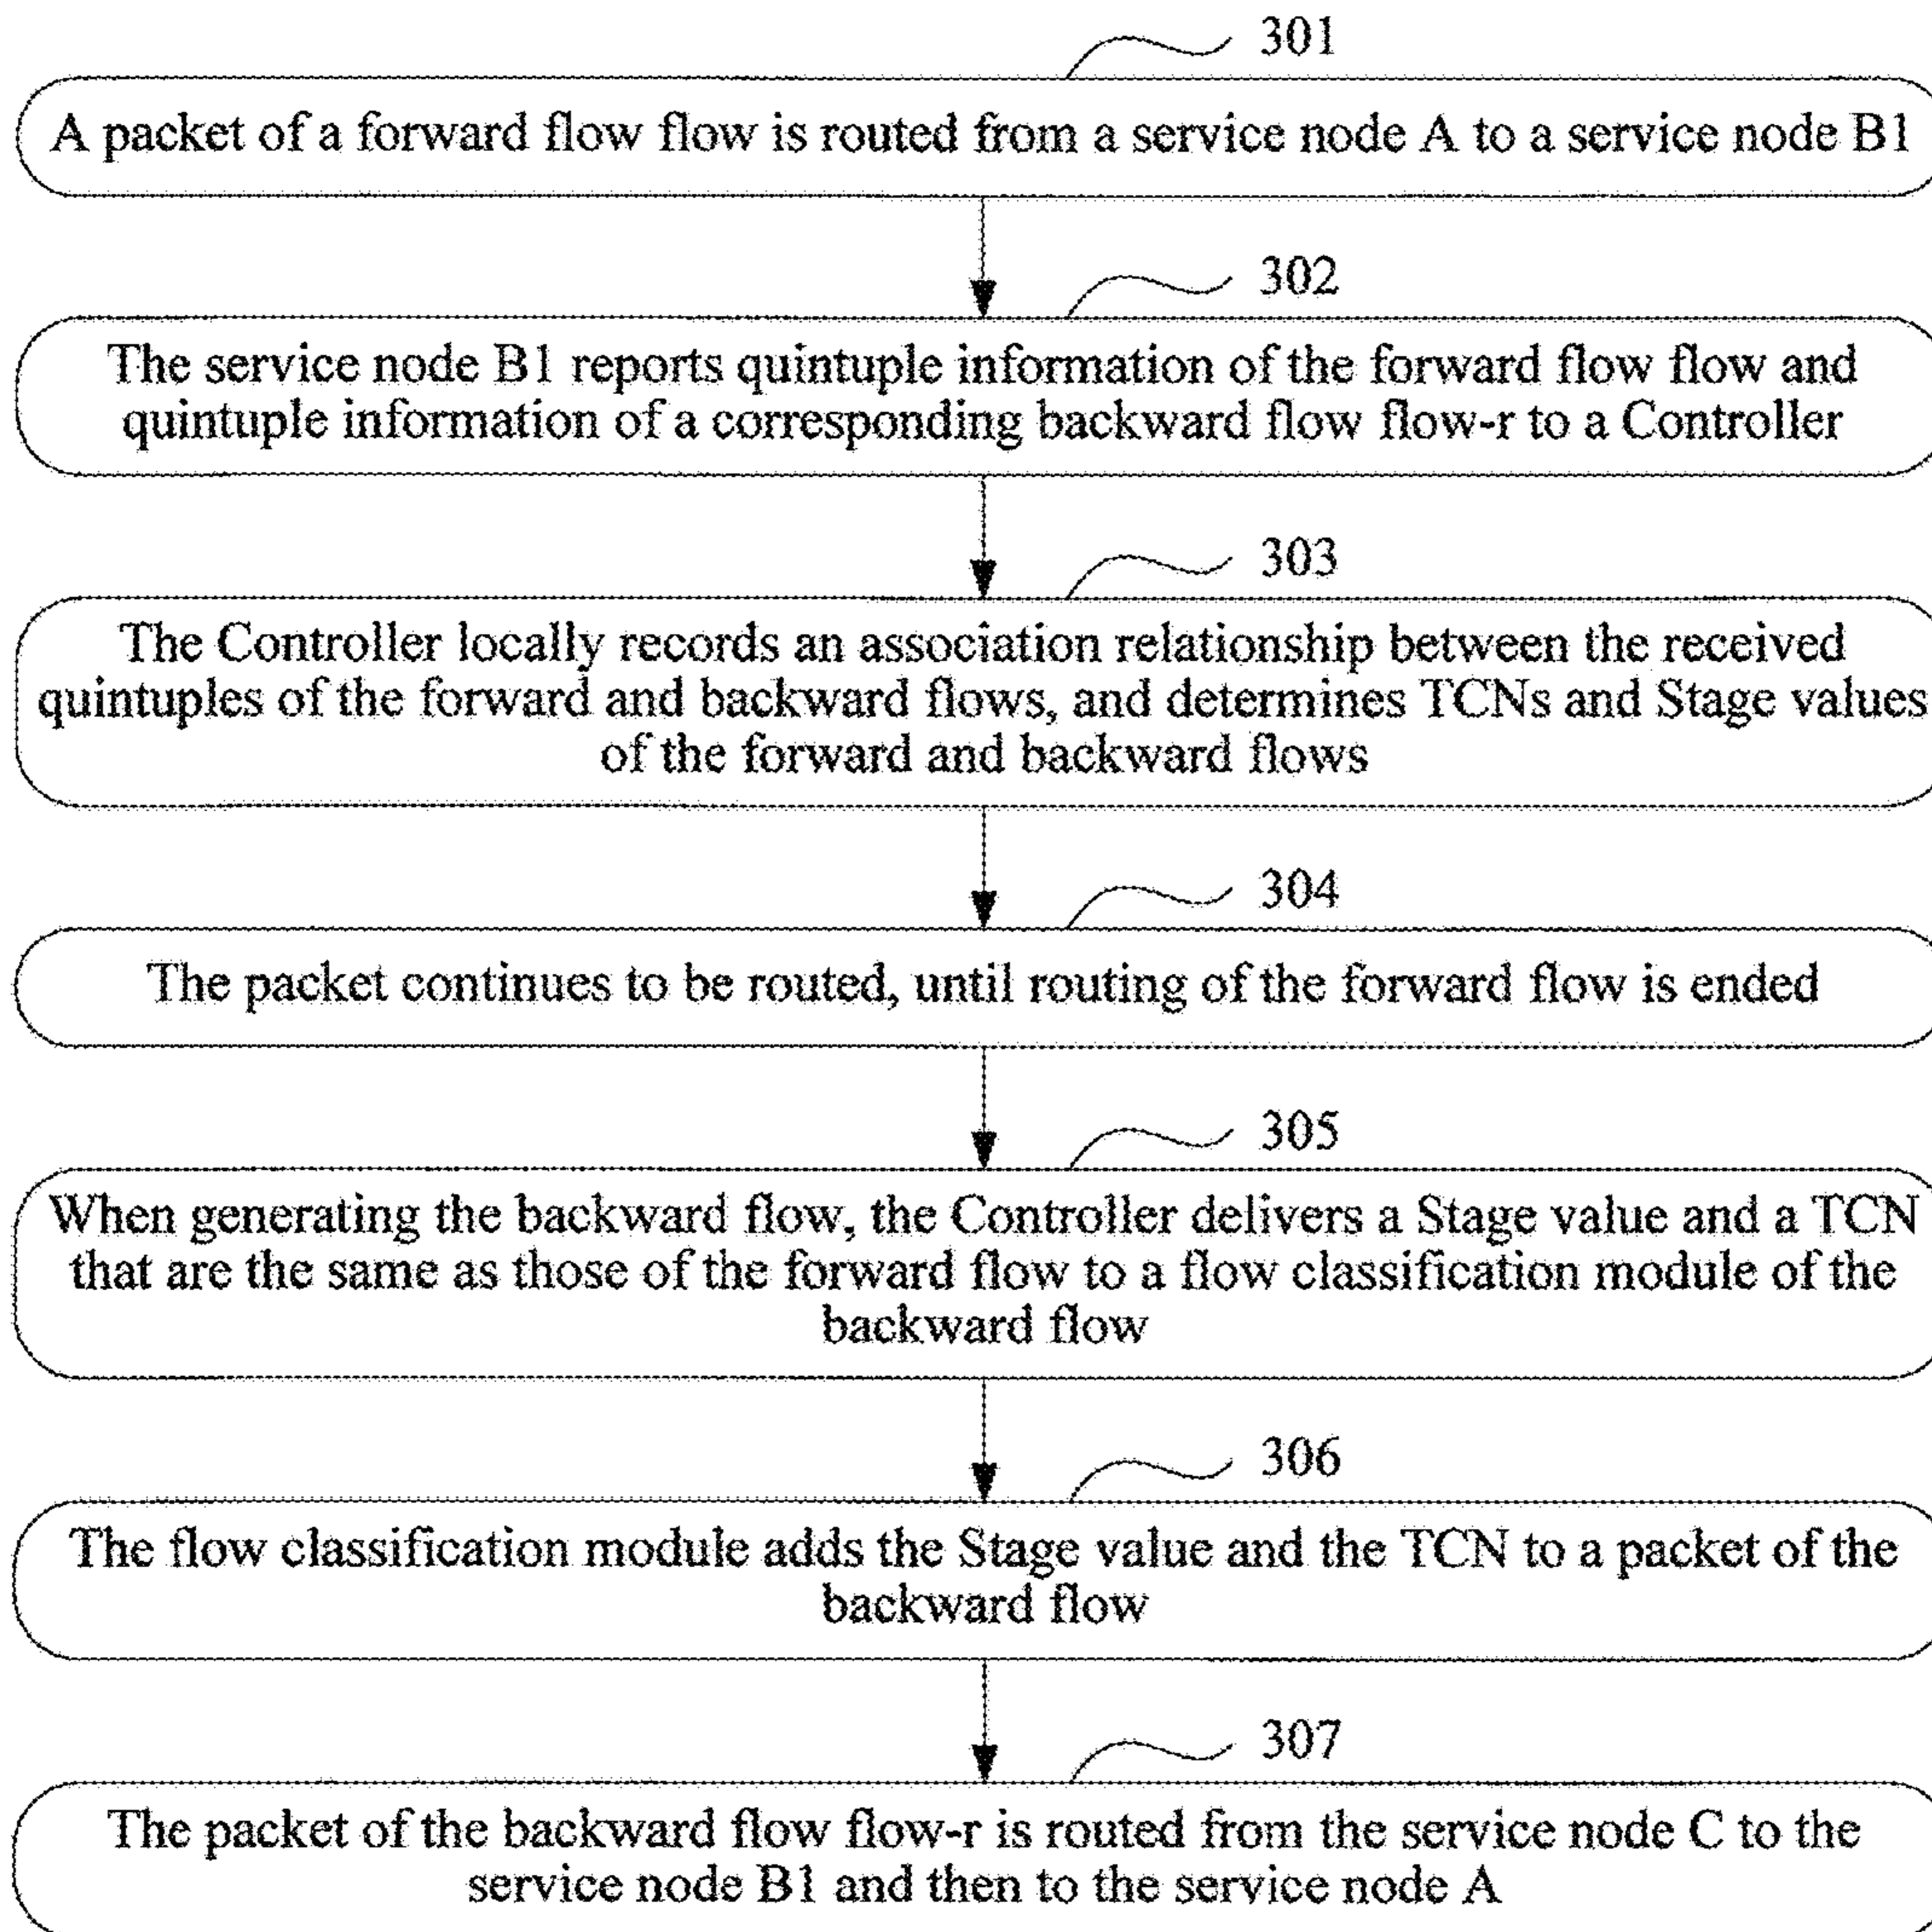 301
A packet of a forward flow flow is routed from a service node A to a service node B1
302
The service node B1 reports quintuple information of the forward flow flow and
quintuple information of a corresponding backward flow flow-r to a Controller
303
The Controller locally records an association relationship between the received
quintuples of the forward and backward flows, and determines TCNs and Stage values
of the forward and backward flows
304
The packet continues to be routed, until routing of the forward flow is ended
305
When generating the backward flow, the Controller delivers a Stage value and a TCN
that are the same as those of the forward flow to a flow classification module of the
backward flow
306
The flow classification module adds the Stage value and the TCN to a packet of the
backward flow
307
The packet of the backward flow flow-r is routed from the service node C to the
service node B1 and then to the service node A